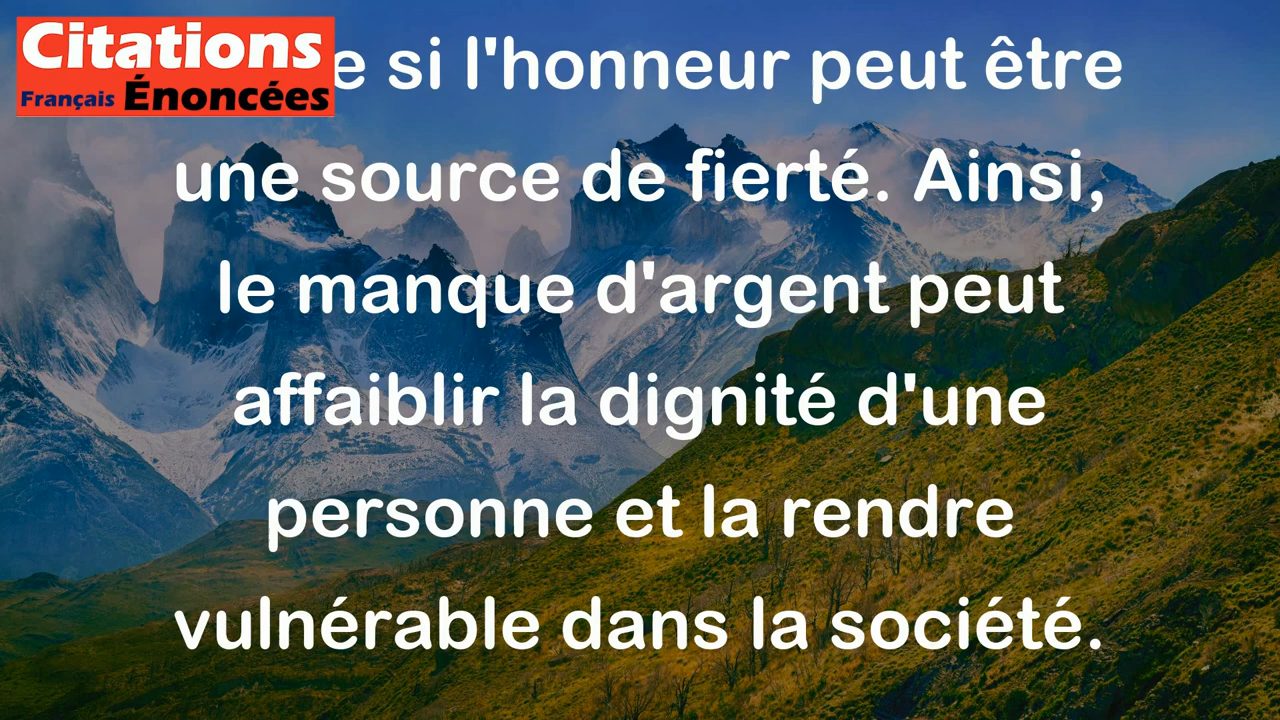 Citations
Français Énoncées
e si l'honneur peut être
une source de fierté. Ainsi,
le manque d'argent peut
affaiblir la dignité d'une
personne et la rendre
vulnérable dans la société.